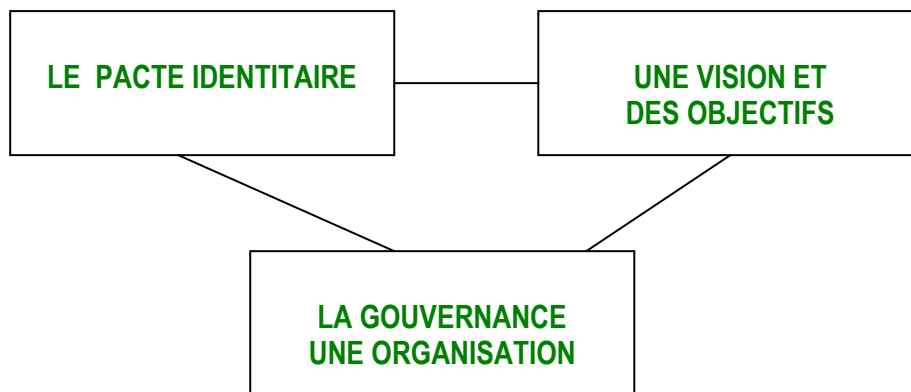 LE PACTE IDENTITAIRE
UNE VISION ET
DES OBJECTIFS
LA GOUVERNANCE
UNE ORGANISATION